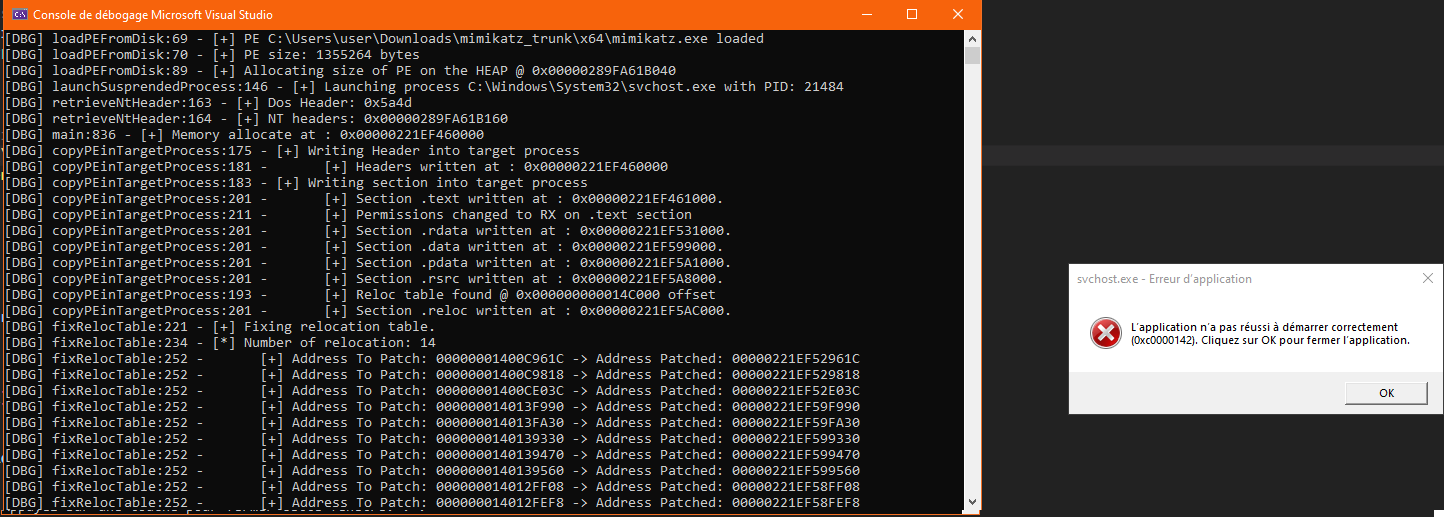 Console de débogage Microsoft Visual Studio
[DBG] loadPEFromDisk:69 - [+] PE C:\Users\user\Downloads\mimikatz_trunk\x64\mimikatz.exe loaded
[DBG] loadPEFromDisk:70 - [+] PE size: 1355264 bytes
[DBG] loadPEFromDisk:89 - [+] Allocating size of PE on the HEAP @ 0x00000289FA61B040
[DBG] launchSusprendedProcess:146 - [+] Launching process C:\Windows\System32\svchost.exe with PID: 21484
[DBG] retrieveNtHeader:163 - [+] Dos Header: 0x5a4d
[DBG] retrieveNtHeader:164 - [+] NT headers: 0x00000289FA61B160
[DBG] main:836 - [+] Memory allocate at : 0x00000221EF460000
[DBG] copyPEinTargetProcess:175 - [+] Writing Header into target process
[DBG] copyPEinTargetProcess:181 - [+] Headers written at : 0x00000221EF460000
[DBG] copyPEinTargetProcess:183 - [+] Writing section into target process
[DBG] copyPEinTargetProcess:201 - [+] Section .text written at : 0x00000221EF461000.
[DBG] copyPEinTargetProcess:211 - [+] Permissions changed to RX on .text section
[DBG] copyPEinTargetProcess:201 - [+] Section .rdata written at : 0x00000221EF531000.
[DBG] copyPEinTargetProcess:201 - [+] Section .data written at : 0x00000221EF599000.
[DBG] copyPEinTargetProcess:201 - [+] Section .pdata written at : 0x00000221EF5A1000.
[DBG] copyPEinTargetProcess:201 - [+] Section .rsrc written at : 0x00000221EF5A8000.
[DBG] copyPEinTargetProcess:193 - [+] Reloc table found @ 0x000000000014C000 offset
[DBG] copyPEinTargetProcess:201 - [+] Section .reloc written at : 0x00000221EF5AC000.
[DBG] fixRelocTable:221 - [+] Fixing relocation table.
[DBG] fixRelocTable:234 - [*] Number of relocation: 14
[DBG] fixRelocTable:252 - [+] Address To Patch: 00000001400C961C -> Address Patched: 00000221EF52961C
[DBG] fixRelocTable:252 - [+] Address To Patch: 00000001400C9818 -> Address Patched: 00000221EF529818
[DBG] fixRelocTable:252 - [+] Address To Patch: 00000001400CE03C -> Address Patched: 00000221EF52E03C
[DBG] fixRelocTable:252 - [+] Address To Patch: 000000014013F990 -> Address Patched: 00000221EF59F990
[DBG] fixRelocTable:252 - [+] Address To Patch: 000000014013FA30 -> Address Patched: 00000221EF59FA30
[DBG] fixRelocTable:252 - [+] Address To Patch: 0000000140139330 -> Address Patched: 00000221EF599330
[DBG] fixRelocTable:252 - [+] Address To Patch: 0000000140139470 -> Address Patched: 00000221EF599470
[DBG] fixRelocTable:252 - [+] Address To Patch: 0000000140139560 -> Address Patched: 00000221EF599560
[DBG] fixRelocTable:252 - [+] Address To Patch: 000000014012FF08 -> Address Patched: 00000221EF58FF08
[DBG] fixRelocTable:252 - [+] Address To Patch: 000000014012FEF8 -> Address Patched: 00000221EF58FEF8
svchost.exe - Erreur d'application
L'application n'a pas réussi à démarrer correctement
(0xc0000142). Cliquez sur OK pour fermer l'application.
OK